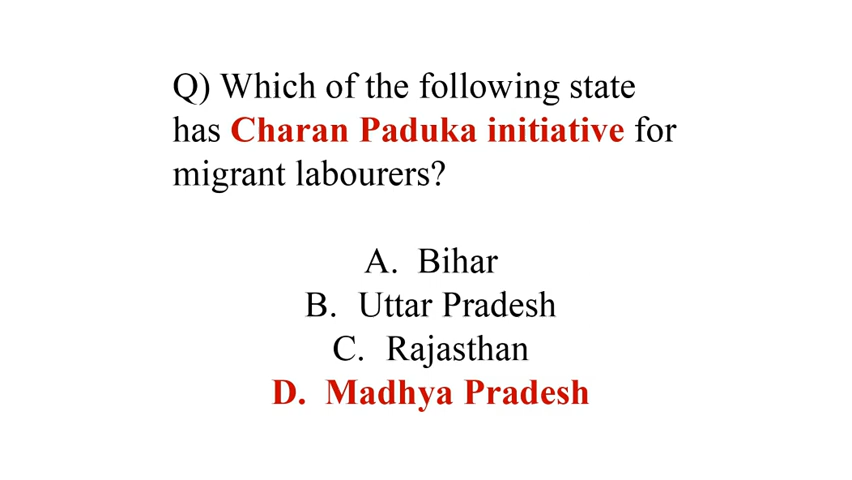 Q) Which of the following state
has Charan Paduka initiative for
migrant labourers?
A. Bihar
B. Uttar Pradesh
C. Rajasthan
D. Madhya Pradesh